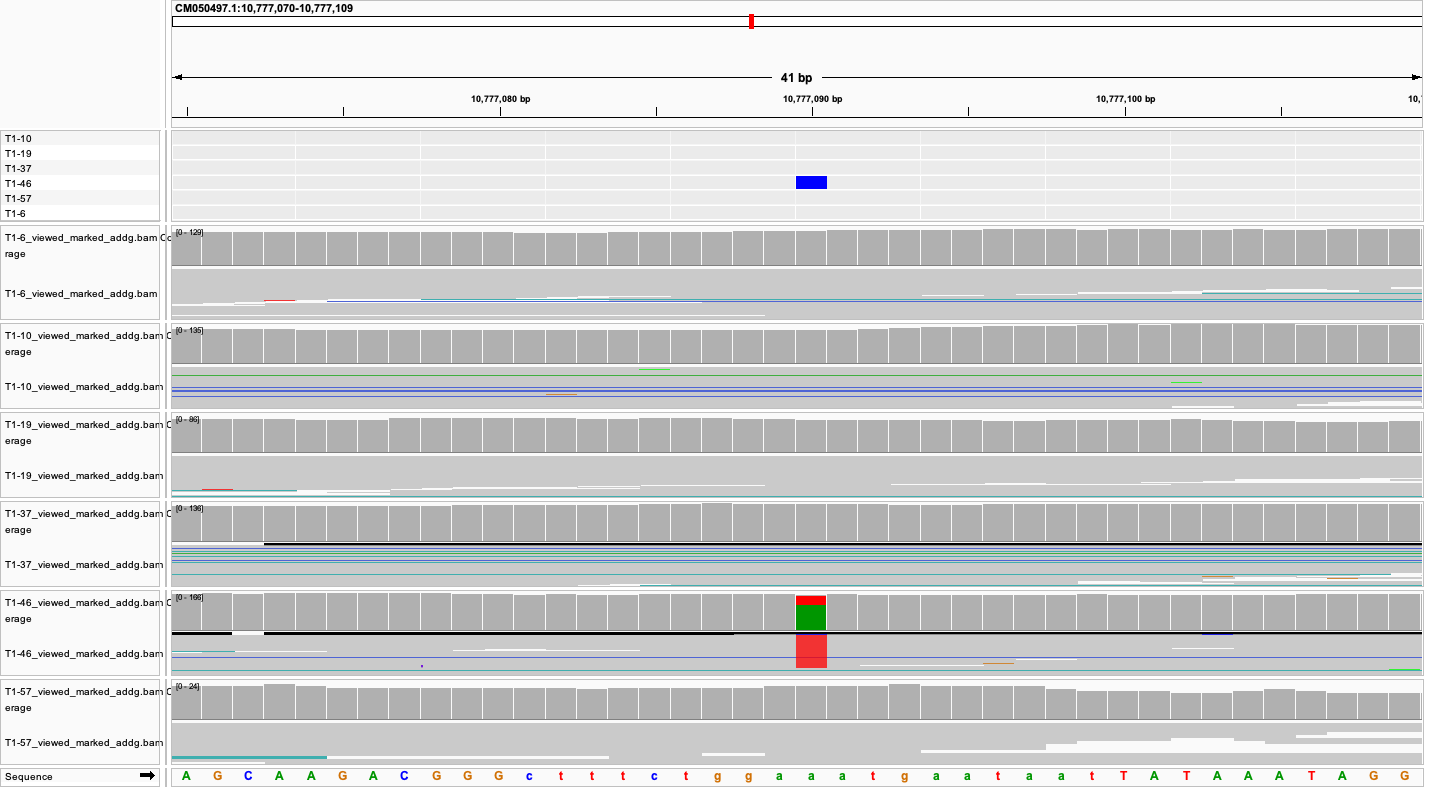 CM050497.1:10,777,070-10,777,109
41 bp
10,777,080 bp 10,777,090 bp 10,777,100 bp
T1-10
T1-19
T1-37
T1-46
T1-57
T1-6
T1-6_viewed_marked_addg.bam Co
rage
[0 - 129]
T1-6_viewed_marked_addg.bam
T1-10_viewed_marked_addg.bam C
erage
[0 - 135]
T1-10_viewed_marked_addg.bam
T1-19_viewed_marked_addg.bam C
erage
[0 - 86]
T1-19_viewed_marked_addg.bam
T1-37_viewed_marked_addg.bam C
erage
[0 - 136]
T1-37_viewed_marked_addg.bam
T1-46_viewed_marked_addg.bam C
erage
[0 - 166]
T1-46_viewed_marked_addg.bam
T1-57_viewed_marked_addg.bam C
erage
[0 - 24]
T1-57_viewed_marked_addg.bam
Sequence A G C A A G A C G G G c t t t c t g g a a a t g a a t a a t T A T A A A T A G G